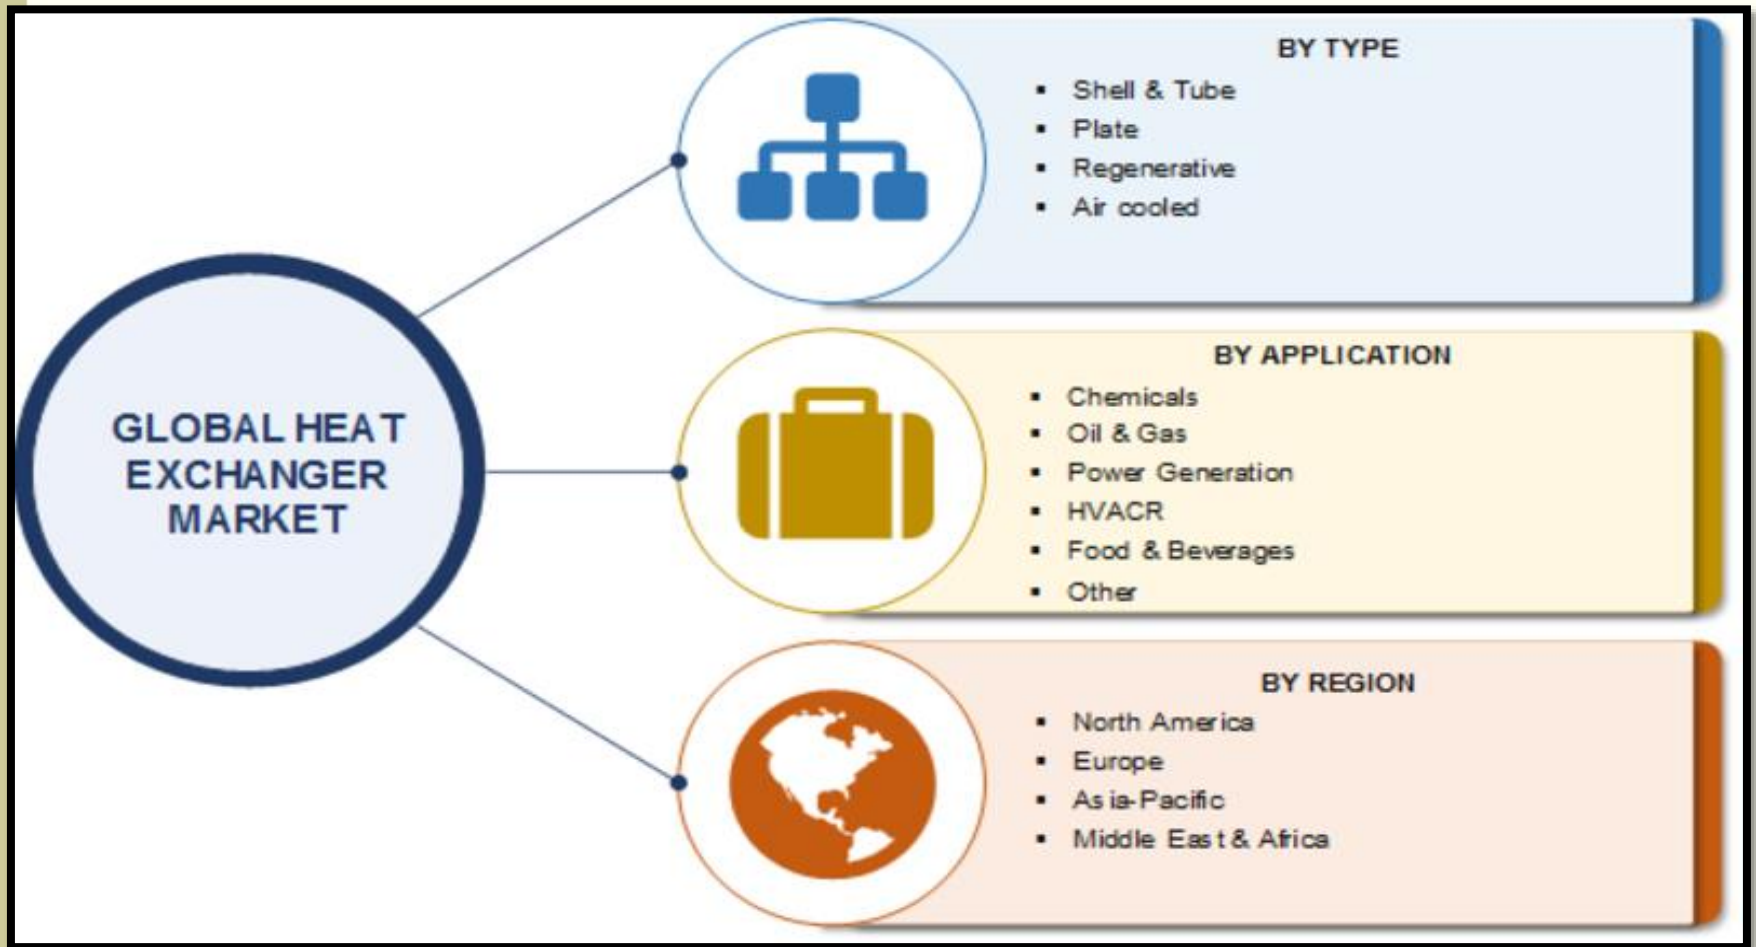 GLOBAL HEAT
EXCHANGER
MARKET
BY TYPE
▪ Shell & Tube
▪ Plate
▪ Regenerative
▪ Air cooled
BY APPLICATION
▪ Chemicals
▪ Oil & Gas
▪ Power Generation
▪ HVACR
▪ Food & Beverages
▪ Other
BY REGION
▪ North America
▪ Europe
▪ Asia-Pacific
▪ Middle East & Africa